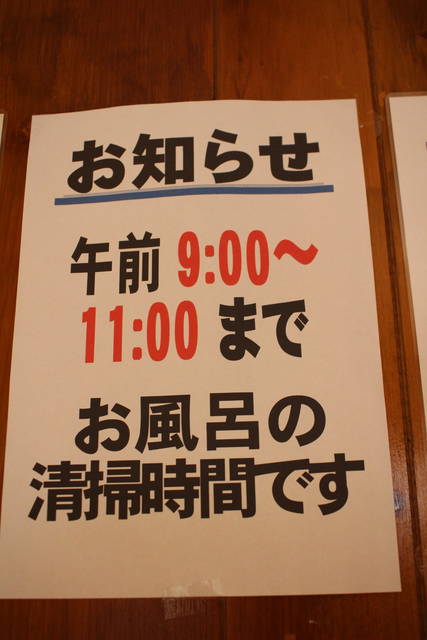 お知らせ
午前 9:00〜
11:00 まで
お風呂の
清掃時間です